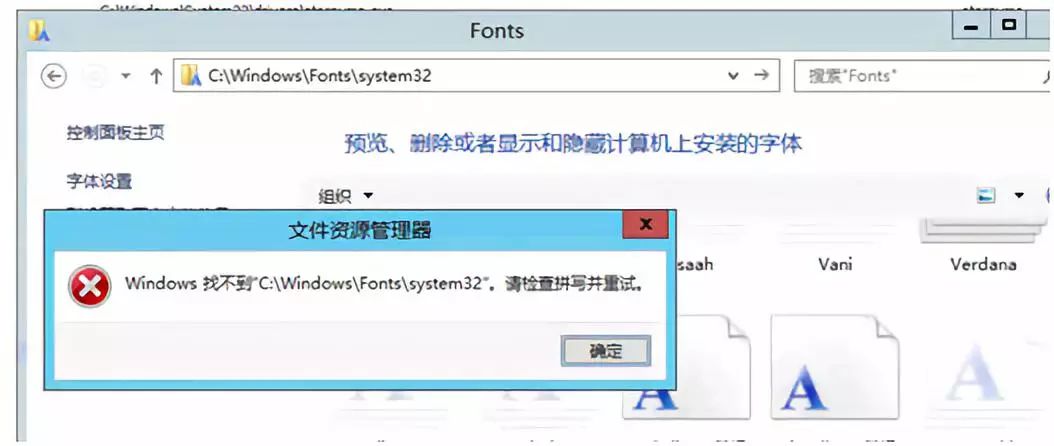 Fonts
C:\Windows\Fonts\system32
搜索"Fonts"
控制面板主页
预览、删除或者显示和隐藏计算机上安装的字体
字体设置
组织
文件资源管理器
x
Windows 找不到"C:\Windows\Fonts\system32"。请检查拼写并重试。
确定
saah
Vani
Verdana